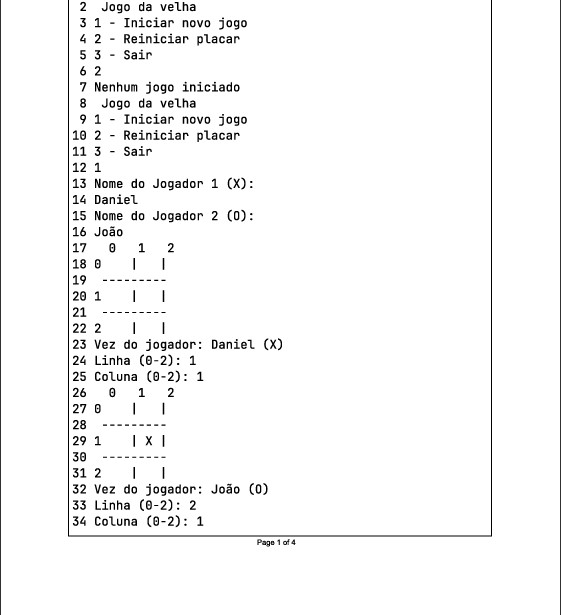 2  Jogo da velha
3 1 - Iniciar novo jogo
4 2 - Reiniciar placar
5 3 - Sair
6 2
7 Nenhum jogo iniciado
8  Jogo da velha
9 1 - Iniciar novo jogo
10 2 - Reiniciar placar
11 3 - Sair
12 1
13 Nome do Jogador 1 (X):
14 Daniel
15 Nome do Jogador 2 (O):
16 João
17   0   1   2
18 0    |   |
19  ---------
20 1    |   |
21  ---------
22 2    |   |
23 Vez do jogador: Daniel (X)
24 Linha (0-2): 1
25 Coluna (0-2): 1
26   0   1   2
27 0    |   |
28  ---------
29 1    | X |
30  ---------
31 2    |   |
32 Vez do jogador: João (O)
33 Linha (0-2): 2
34 Coluna (0-2): 1
Page 1 of 4